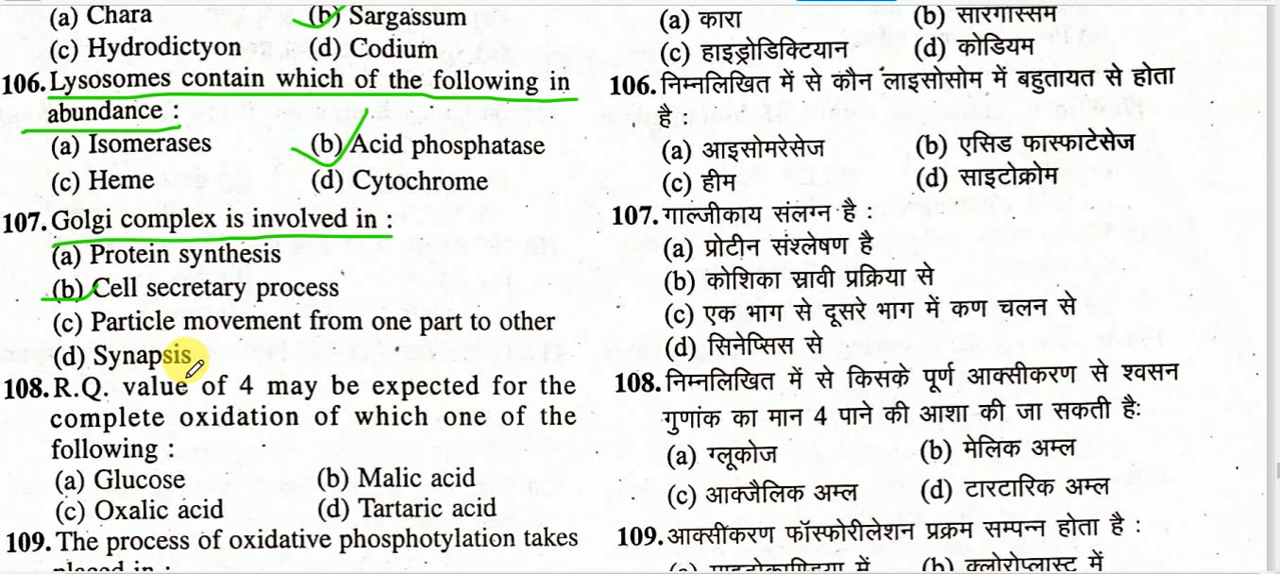 (a) Chara (b) Sargassum
(c) Hydrodictyon (d) Codium
106. Lysosomes contain which of the following in
abundance :
(a) Isomerases (b) Acid phosphatase
(c) Heme (d) Cytochrome
107. Golgi complex is involved in :
(a) Protein synthesis
(b) Cell secretary process
(c) Particle movement from one part to other
(d) Synapsis
108. R.Q. value of 4 may be expected for the
complete oxidation of which one of the
following :
(a) Glucose (b) Malic acid
(c) Oxalic acid (d) Tartaric acid
109. The process of oxidative phosphotylation takes
placed in :
(a) कारा (b) सारगास्सम
(c) हाइड्रोडिक्टियान (d) कोडियम
106. निम्नलिखित में से कौन लाइसोसोम में बहुतायत से होता
है :
(a) आइसोमरेसेज (b) एसिड फास्फाटेसेज
(c) हीम (d) साइटोक्रोम
107. गाल्जीकाय संलग्न है :
(a) प्रोटीन संश्लेषण है
(b) कोशिका स्रावी प्रक्रिया से
(c) एक भाग से दूसरे भाग में कण चलन से
(d) सिनेप्सिस से
108. निम्नलिखित में से किसके पूर्ण आक्सीकरण से श्वसन
गुणांक का मान 4 पाने की आशा की जा सकती है:
(a) ग्लूकोज (b) मेलिक अम्ल
(c) आक्जैलिक अम्ल (d) टारटारिक अम्ल
109. आक्सीकरण फॉस्फोरीलेशन प्रक्रम सम्पन्न होता है :
(a) माइटोकाण्ड्रिया में (b) क्लोरोप्लास्ट में